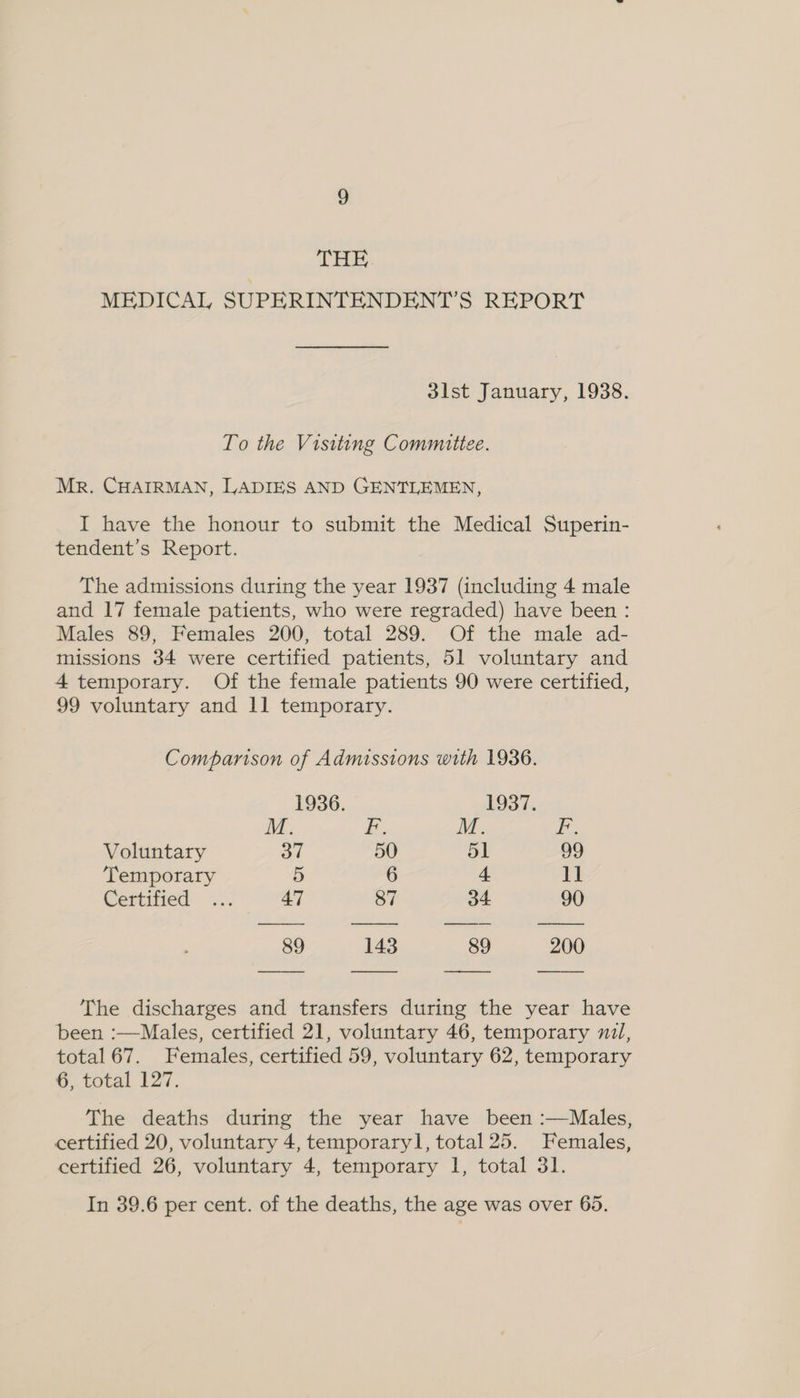 9
THE
MEDICAL SUPERINTENDENT'S REPORT
31st January, 1938.
To the Visiting Committee.
MR. CHAIRMAN, LADIES AND GENTLEMEN,
I have the honour to submit the Medical Superin-
tendent's Report.
The admissions during the year 1937 (including 4 male
and 17 female patients, who were regraded) have been :
Males 89, Females 200, total 289. Of the male ad-
missions 34 were certified patients, 51 voluntary and
4 temporary. Of the female patients 90 were certified,
99 voluntary and 11 temporary.
Comparison of Admissions with 1936.
1936. 1937.
M. F. M. F.
Voluntary 37 50 51 99
Temporary 5 6 4 11
Certified ... 47 87 34 90
89 143 89 200
The discharges and transfers during the year have
been :—Males, certified 21, voluntary 46, temporary nil,
total 67. Females, certified 59, voluntary 62, temporary
6, total 127.
The deaths during the year have been :—Males,
certified 20, voluntary 4, temporary1, total 25. Females,
certified 26, voluntary 4, temporary 1, total 31.
In 39.6 per cent. of the deaths, the age was over 65.